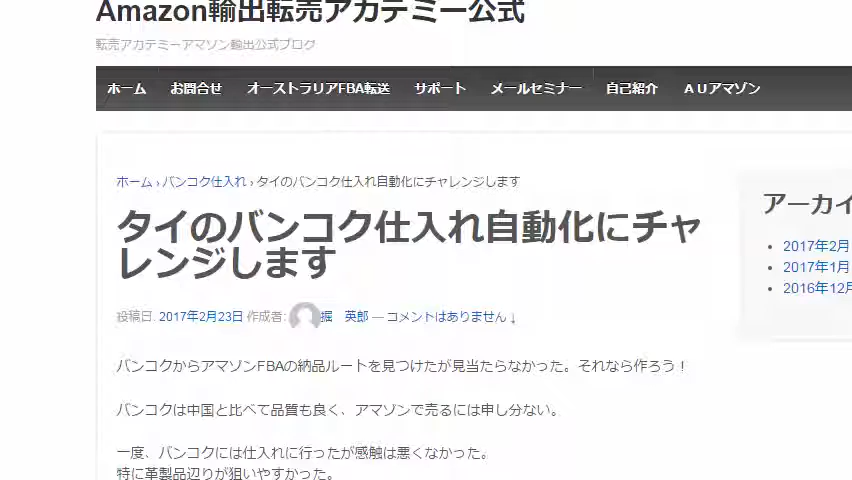 Amazon輸出転売アカデミー公式
転売アカデミーアマゾン輸出公式ブログ
ホーム お問合せ オーストラリアFBA転送 サポート メールセミナー 自己紹介 ＡＵアマゾン
ホーム › バンコク仕入れ › タイのバンコク仕入れ自動化にチャレンジします
タイのバンコク仕入れ自動化にチャ
レンジします
投稿日: 2017年2月23日 作成者: 掘　英郎 — コメントはありません ↓
バンコクからアマゾンFBAの納品ルートを見つけたが見当たらなかった。それなら作ろう！
バンコクは中国と比べて品質も良く、アマゾンで売るには申し分ない。
一度、バンコクには仕入れに行ったが感触は悪くなかった。
特に革製品辺りが狙いやすかった。
アーカイ
2017年2月
2017年1月
2016年12月